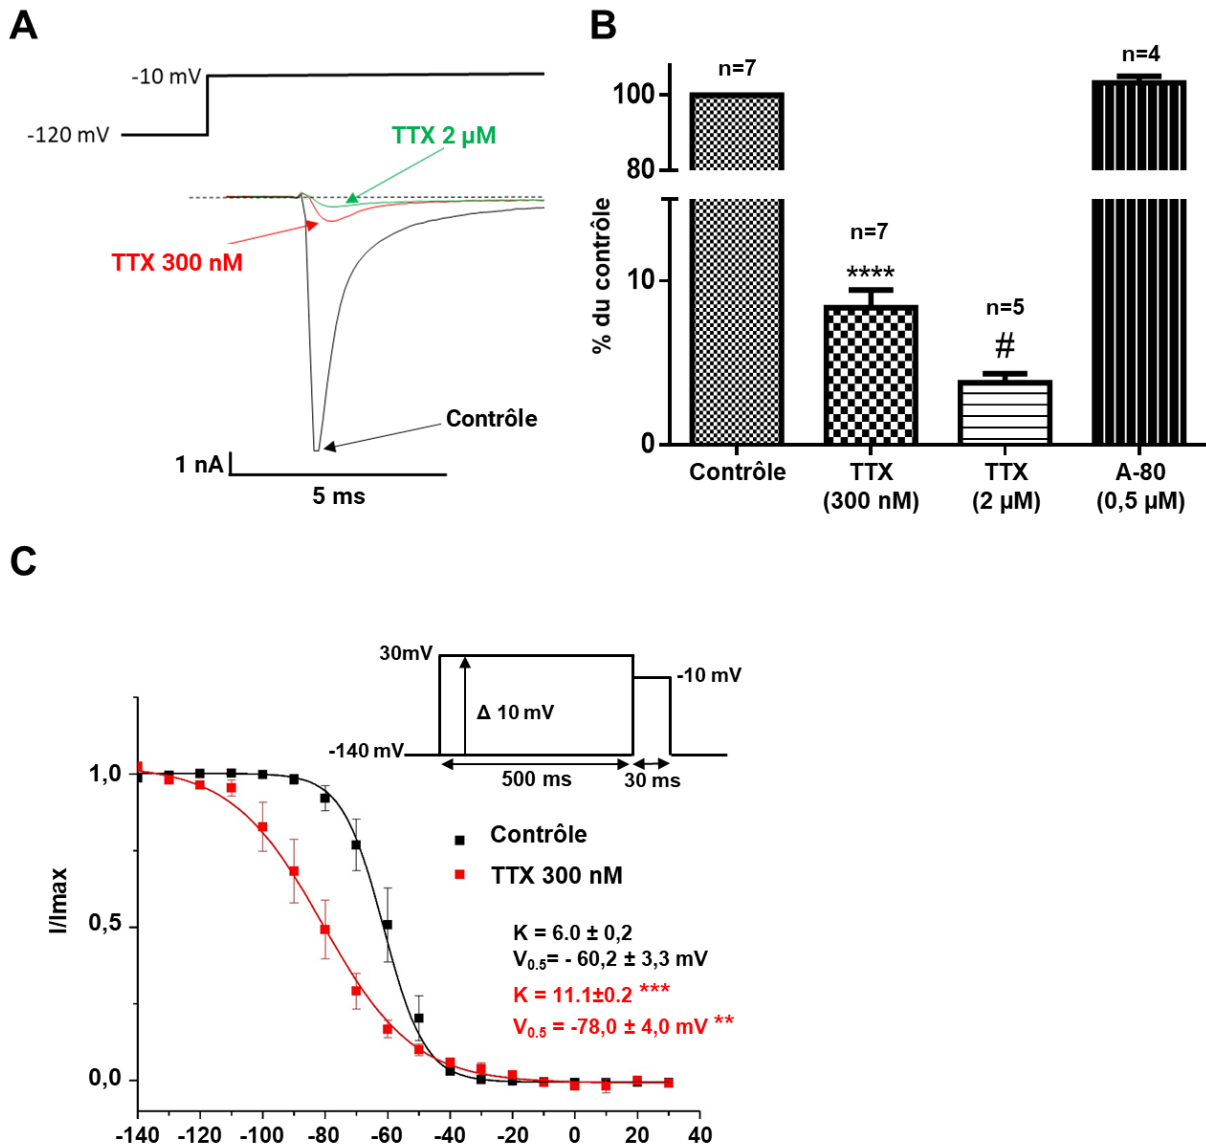 A
-10 mV
-120 mV
TTX 2 µM
TTX 300 nM
Contrôle
1 nA
5 ms
B
% du contrôle
100
80
10
0
n=7
n=7
****
n=5
#
n=4
Contrôle
TTX
(300 nM)
TTX
(2 µM)
A-80
(0,5 µM)
C
30mV
-10 mV
Δ 10 mV
-140 mV
500 ms
30 ms
I/Imax
1,0
0,5
0,0
Contrôle
TTX 300 nM
K = 6.0 ± 0,2
V0.5= - 60,2 ± 3,3 mV
K = 11.1±0.2 ***
V0.5 = -78,0 ± 4,0 mV **
-140 -120 -100 -80 -60 -40 -20 0 20 40